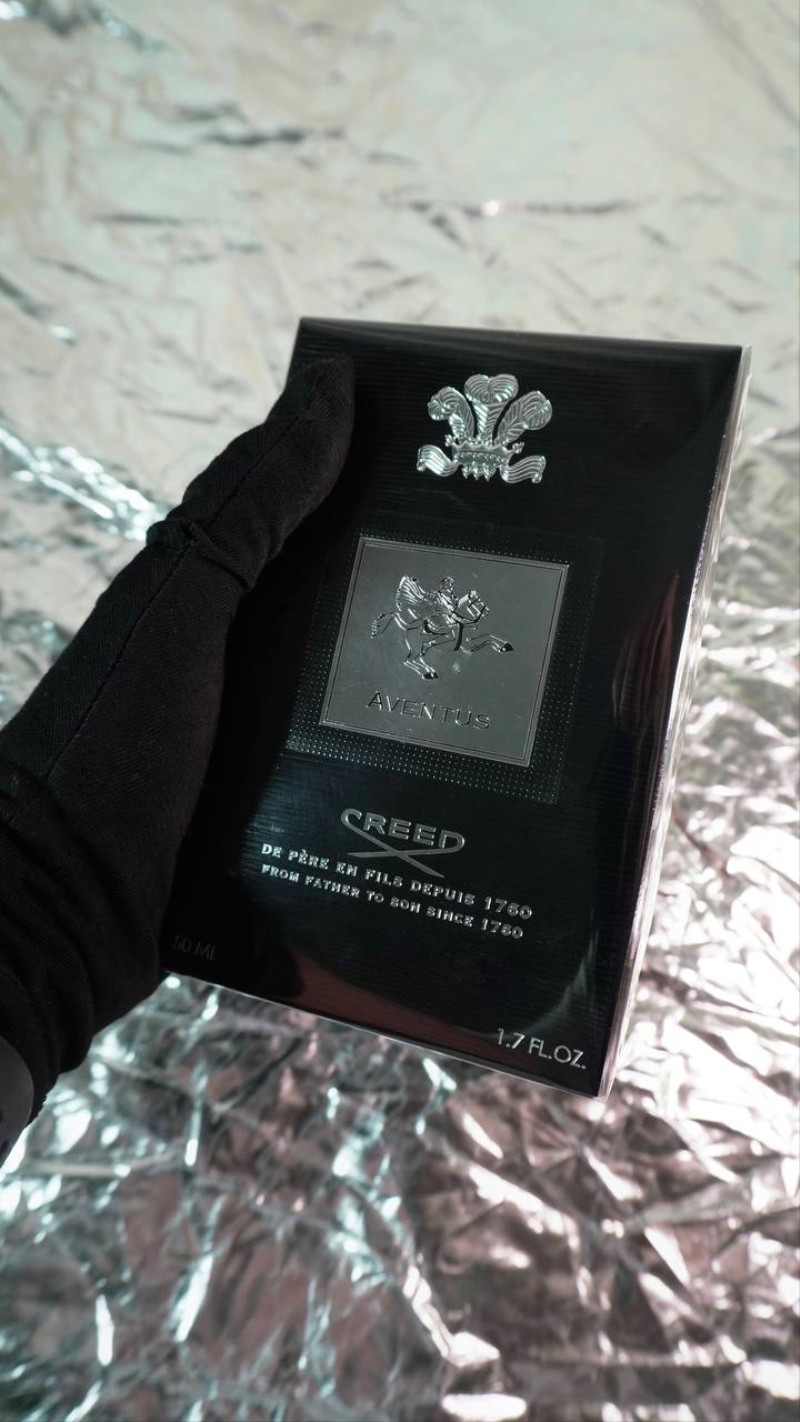 AVENTUS
CREED
DE PÈRE EN FILS DEPUIS 1760
FROM FATHER TO SON SINCE 1760
50 ML
1.7 FL.OZ.